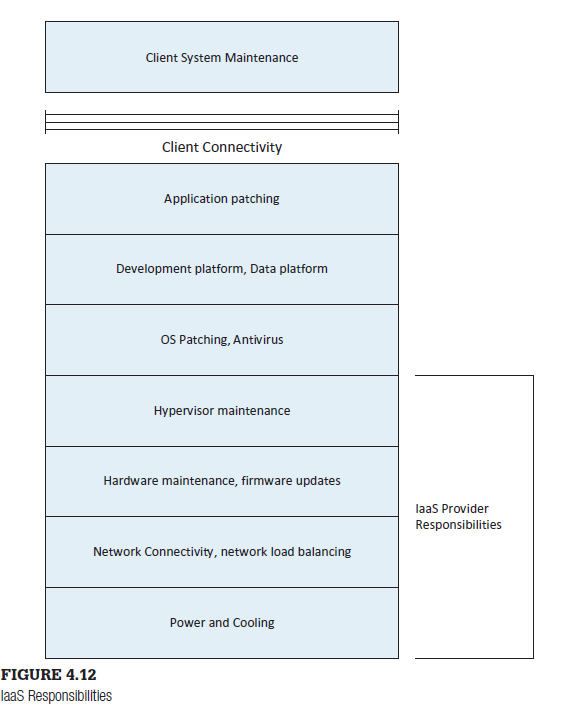 Client System Maintenance
Client Connectivity
Application patching
Development platform, Data platform
OS Patching, Antivirus
Hypervisor maintenance
Hardware maintenance, firmware updates
IaaS Provider
Responsibilities
Network Connectivity, network load balancing
Power and Cooling
FIGURE 4.12
IaaS Responsibilities